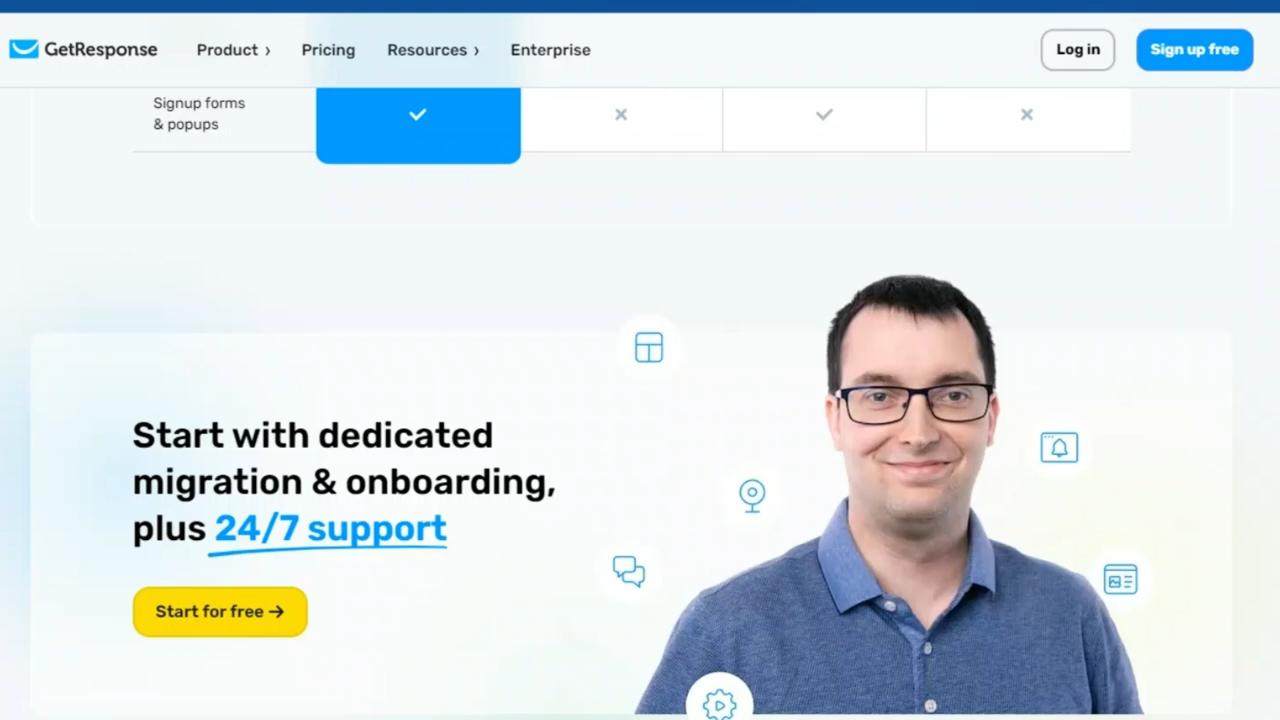 GetResponse
Product ›
Pricing
Resources ›
Enterprise
Log in
Sign up free
Signup forms
& popups
Start with dedicated
migration & onboarding,
plus 24/7 support
Start for free →